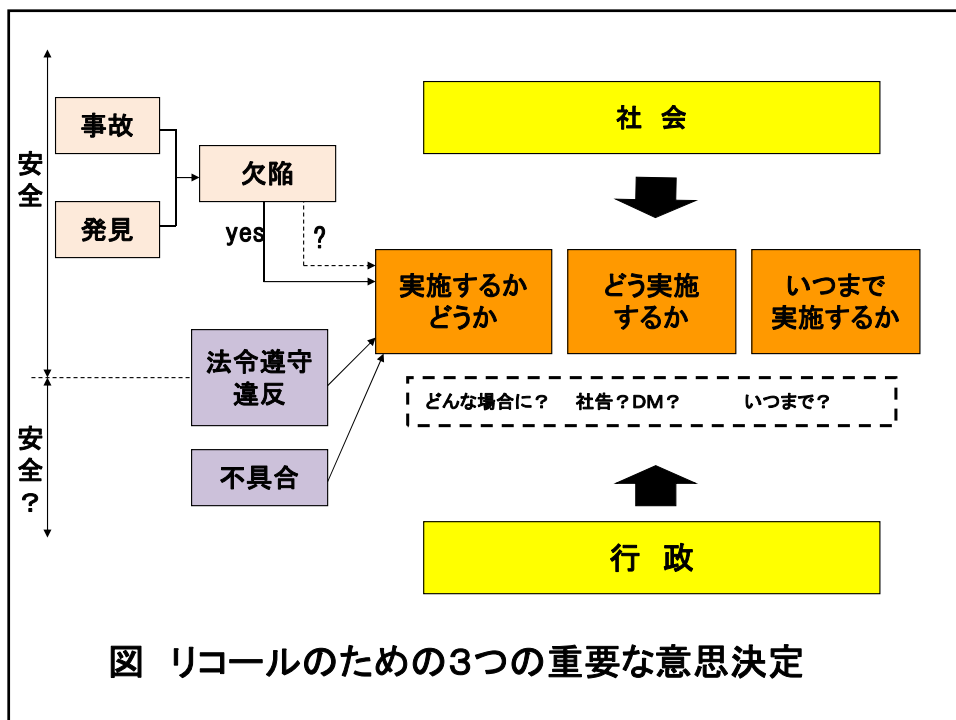 安全
事故
発見
欠陥
yes
?
社 会
実施するか
どうか
どう実施
するか
いつまで
実施するか
法令遵守
違反
どんな場合に？
社告？DM？
いつまで？
安全？
不具合
行 政
図 リコールのための３つの重要な意思決定